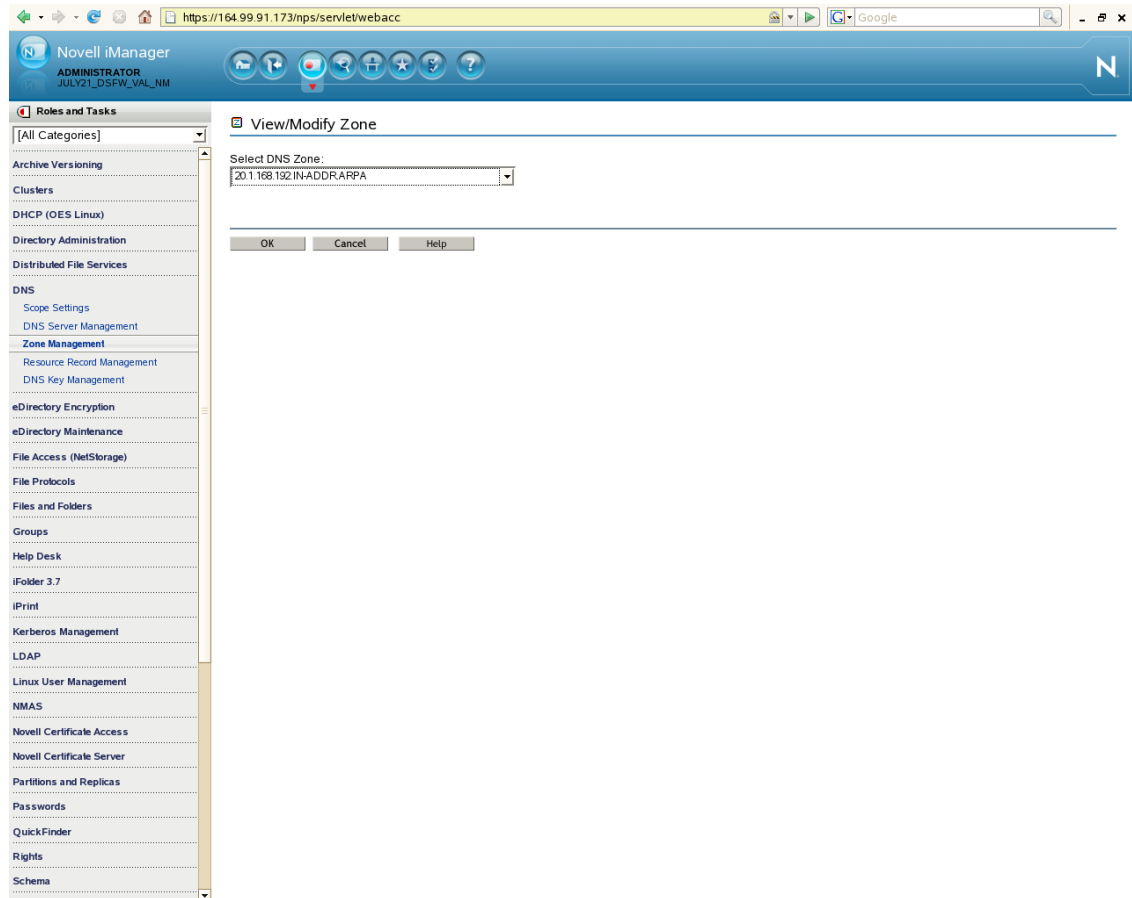 https://164.99.91.173/nps/servlet/webacc
G
Google
Novell iManager
ADMINISTRATOR
JULY21_DSFW_VAL_NM
N
N
?
Roles and Tasks
[All Categories]
Archive Versioning
Clusters
DHCP (OES Linux)
Directory Administration
Distributed File Services
DNS
Scope Settings
DNS Server Management
Zone Management
Resource Record Management
DNS Key Management
eDirectory Encryption
eDirectory Maintenance
File Access (NetStorage)
File Protocols
Files and Folders
Groups
Help Desk
iFolder 3.7
iPrint
Kerberos Management
LDAP
Linux User Management
NMAS
Novell Certificate Access
Novell Certificate Server
Partitions and Replicas
Passwords
QuickFinder
Rights
Schema
View/Modify Zone
Select DNS Zone:
20.1.168.192.IN-ADDR.ARPA
OK Cancel Help